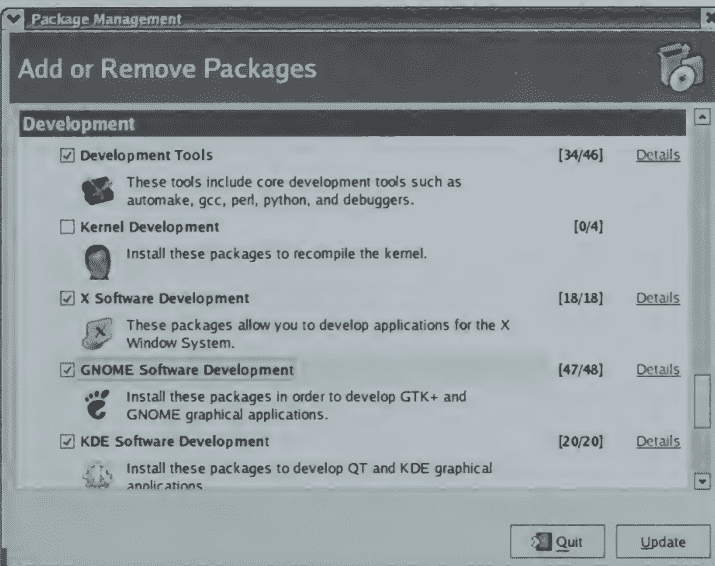 Package Management
Add or Remove Packages
Development
Development Tools [34/46] Details
These tools include core development tools such as
automake, gcc, perl, python, and debuggers.
Kernel Development [0/4]
Install these packages to recompile the kernel.
X Software Development [18/18] Details
These packages allow you to develop applications for the X
Window System.
GNOME Software Development [47/48] Details
Install these packages in order to develop GTK+ and
GNOME graphical applications.
KDE Software Development [20/20] Details
Install these packages to develop QT and KDE graphical
applications
Quit Update